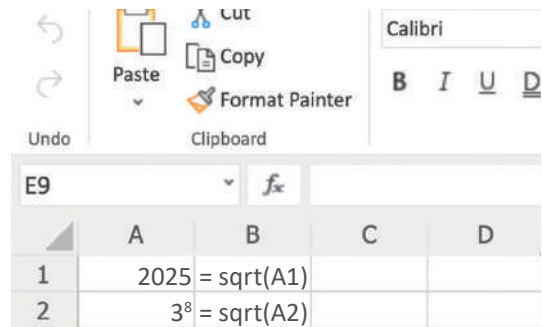 Cut
Calibri
Copy
Paste
B I U D
Format Painter
Undo Clipboard
E9 fx
A B C D
1 2025 = sqrt(A1)
2 3⁸ = sqrt(A2)